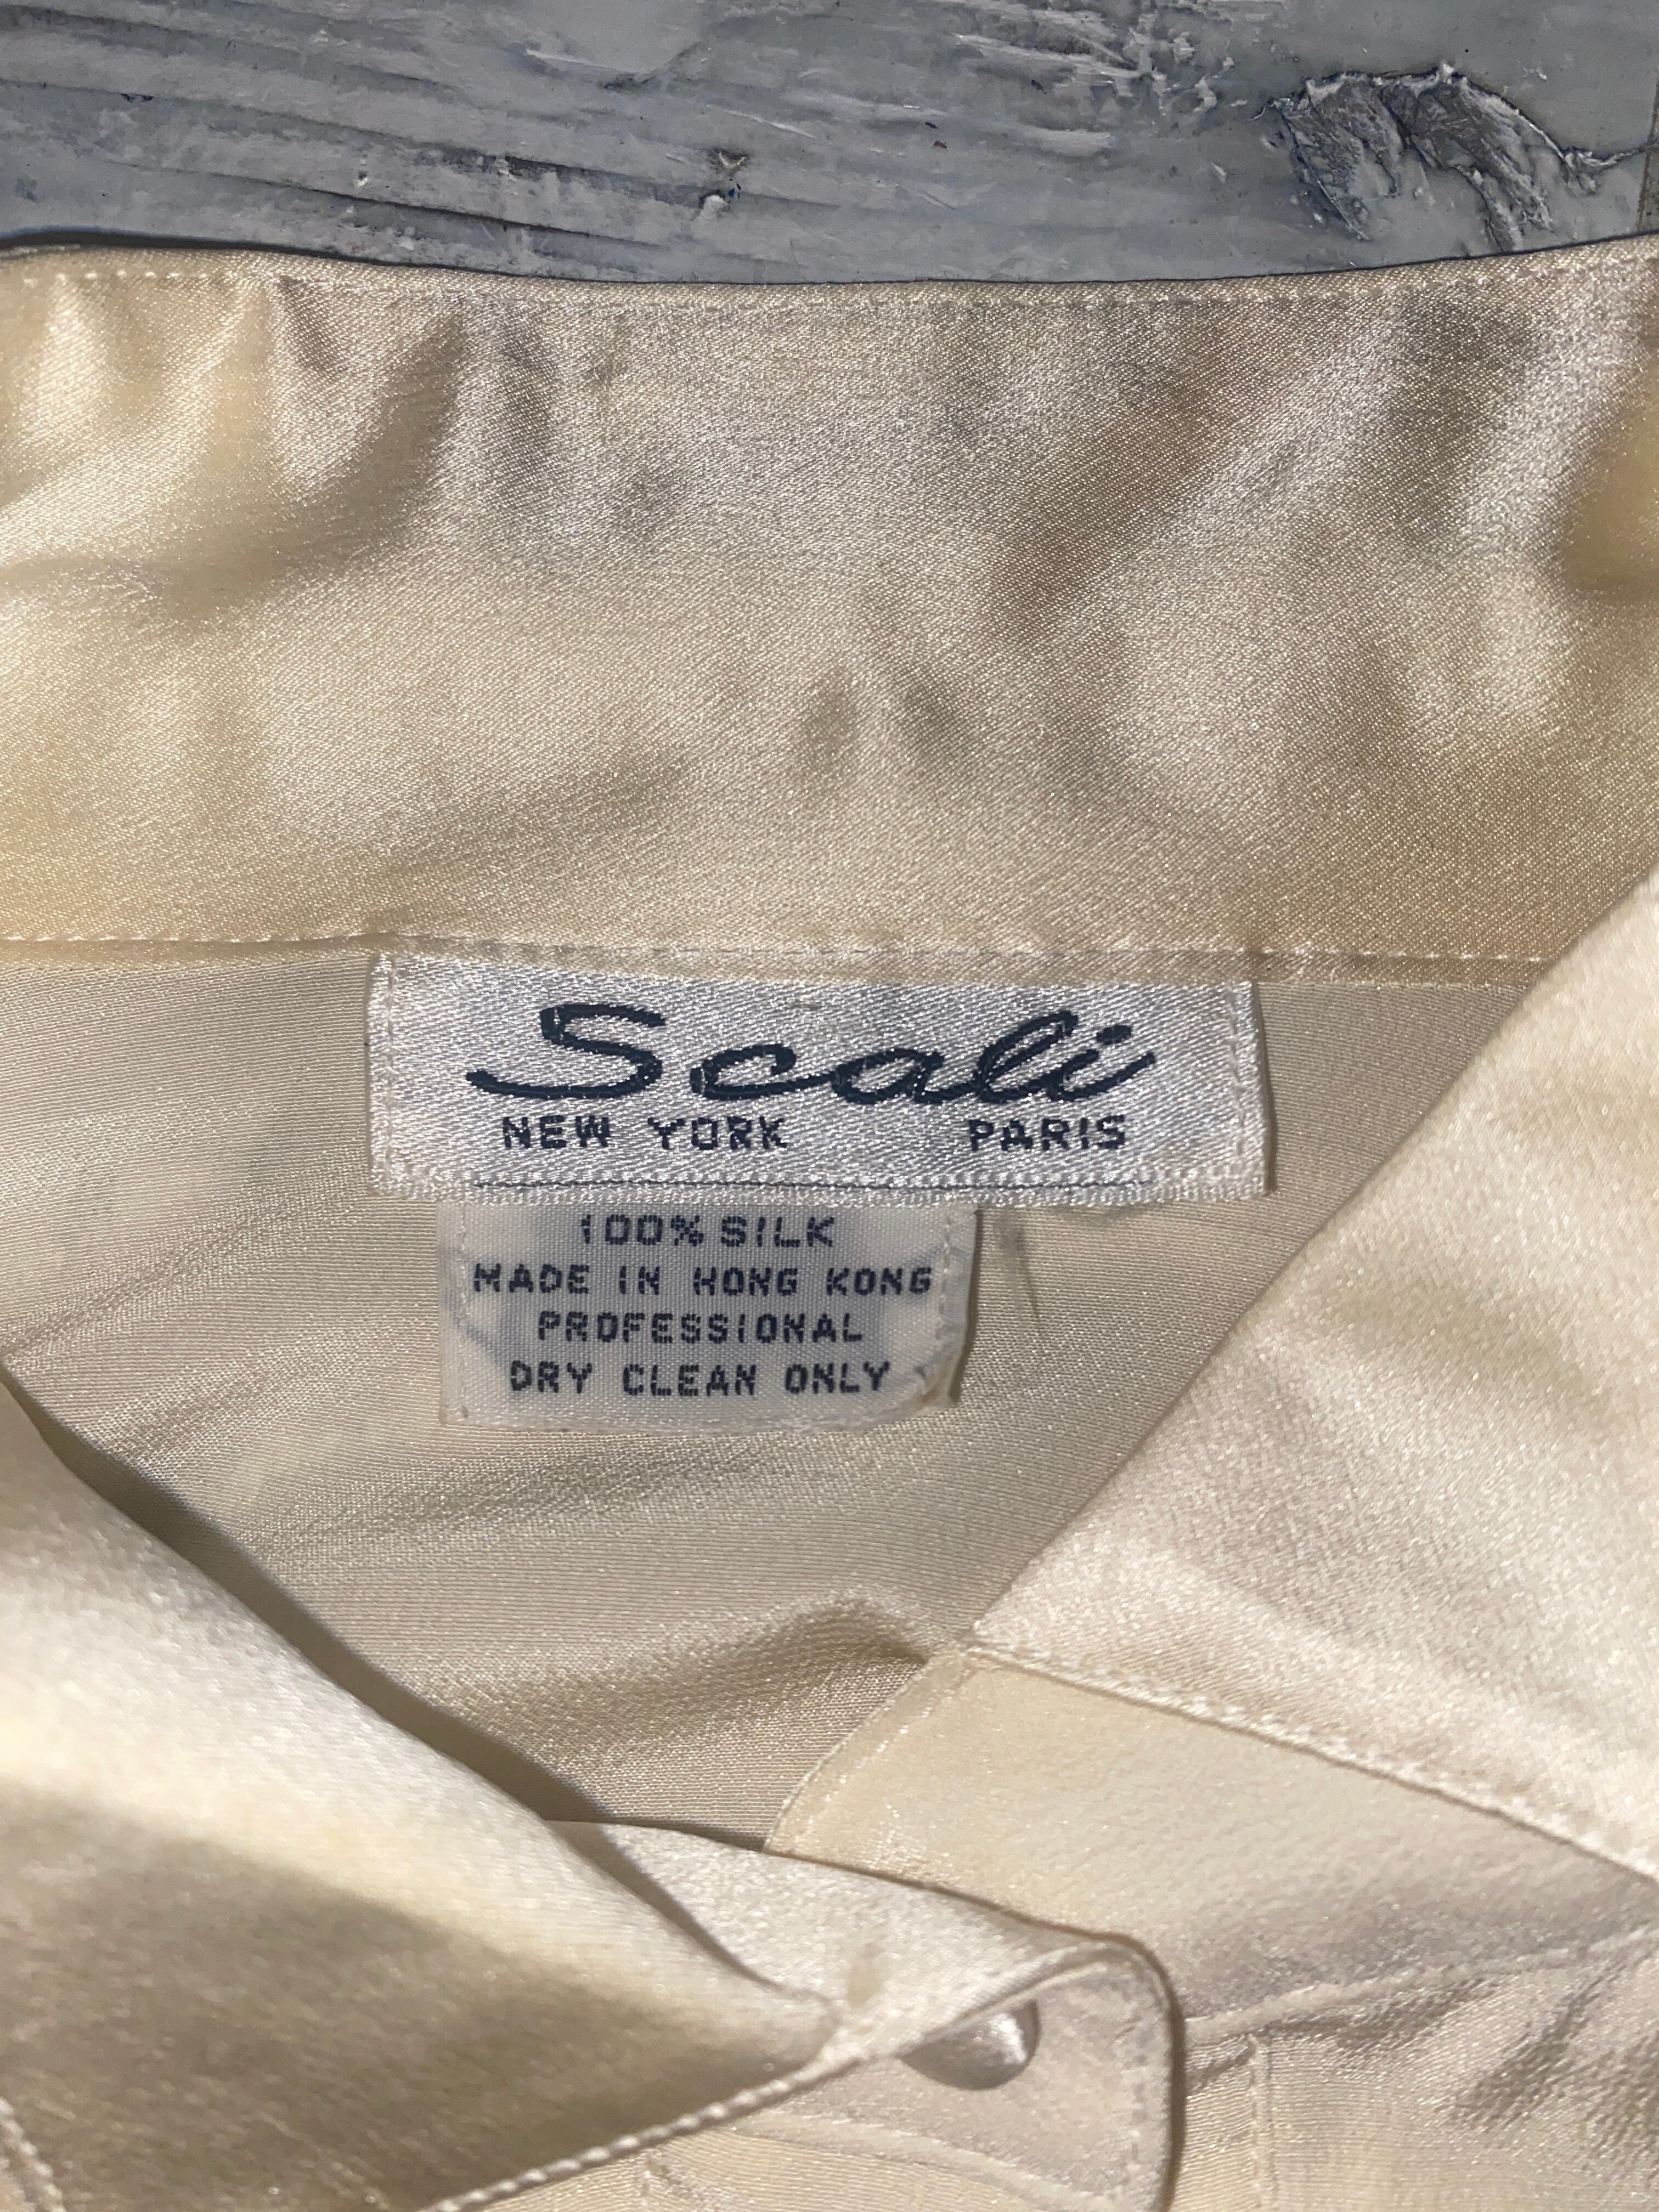 Scali
NEW YORK PARIS
100% SILK
MADE IN HONG KONG
PROFESSIONAL
DRY CLEAN ONLY